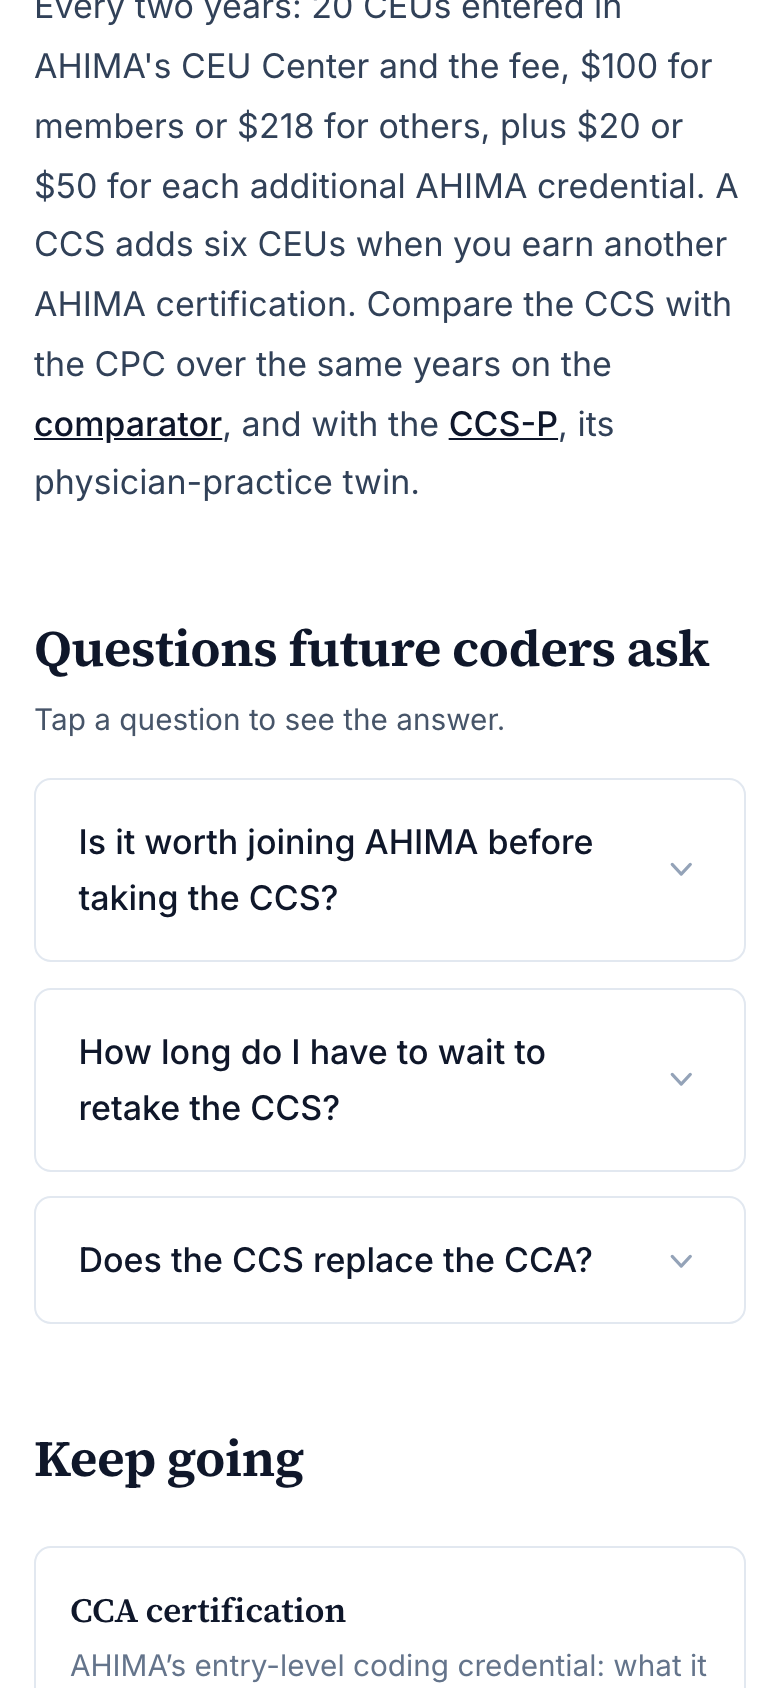 Every two years: 20 CEUs entered in
AHIMA's CEU Center and the fee, $100 for
members or $218 for others, plus $20 or
$50 for each additional AHIMA credential. A
CCS adds six CEUs when you earn another
AHIMA certification. Compare the CCS with
the CPC over the same years on the
comparator, and with the CCS-P, its
physician-practice twin.
Questions future coders ask
Tap a question to see the answer.
Is it worth joining AHIMA before
taking the CCS?
How long do I have to wait to
retake the CCS?
Does the CCS replace the CCA?
Keep going
CCA certification
AHIMA’s entry-level coding credential: what it